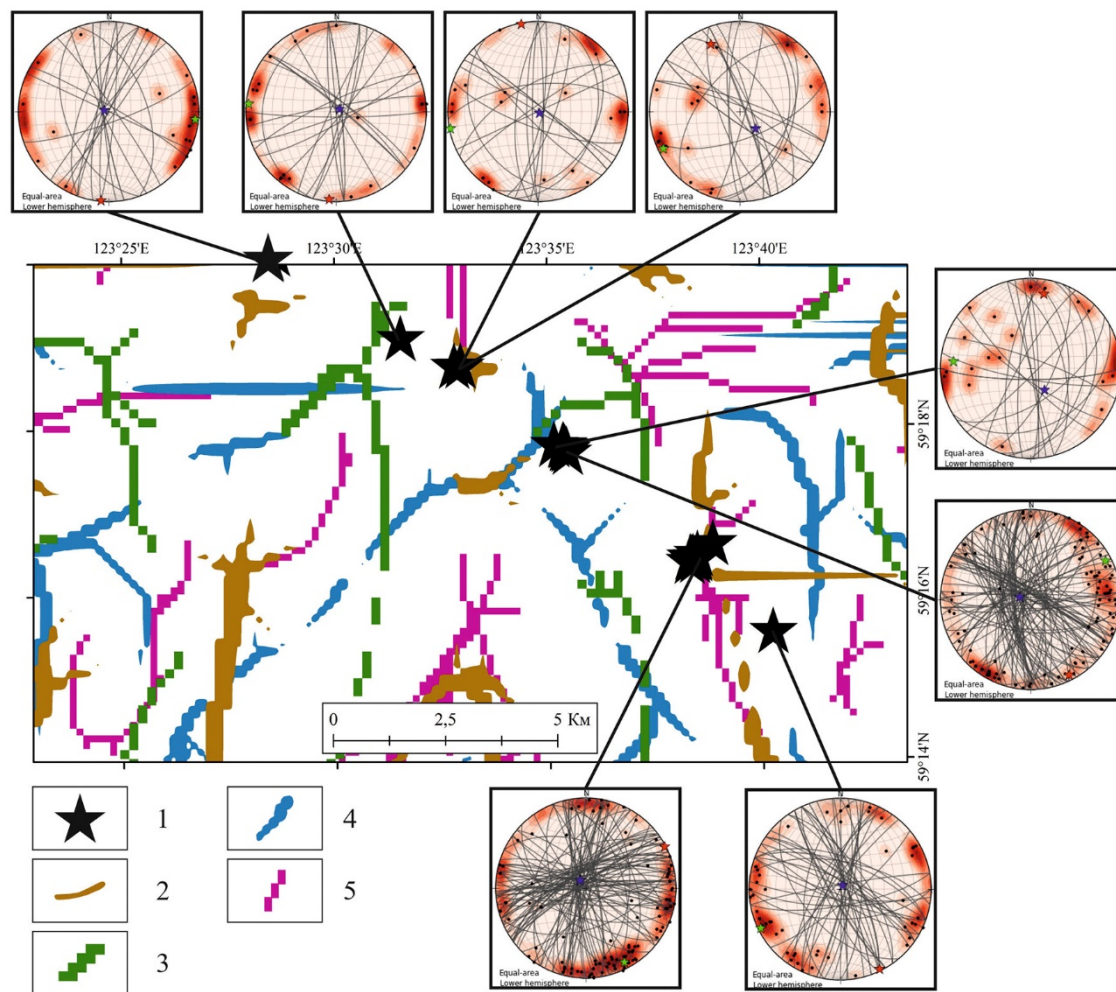 N
N
N
N
Equal-area
Lower hemisphere
Equal-area
Lower hemisphere
Equal-area
Lower hemisphere
Equal-area
Lower hemisphere
123°25'E
123°30'E
123°35'E
123°40'E
N
Equal-area
Lower hemisphere
59°18'N
N
Equal-area
Lower hemisphere
59°16'N
0
2,5
5 Км
59°14'N
1
4
2
5
3
N
Equal-area
Lower hemisphere
N
Equal-area
Lower hemisphere